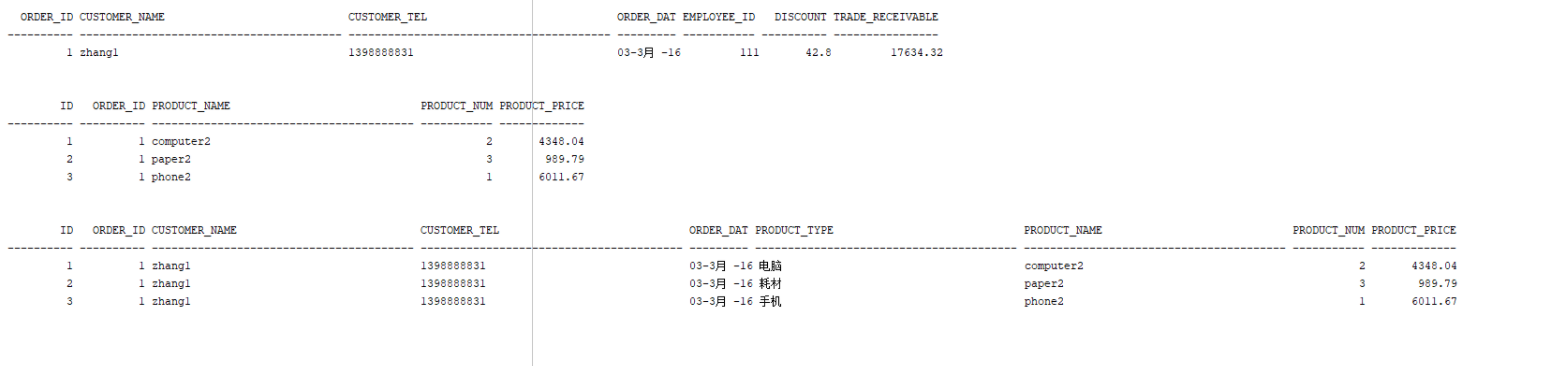 ORDER_ID CUSTOMER_NAME CUSTOMER_TEL ORDER_DAT EMPLOYEE_ID DISCOUNT TRADE_RECEIVABLE
---------- ---------------------------------------- ---------------------------------------- --------- ----------- ---------- ----------------
1 zhang1 1398888831 03-3月 -16 111 42.8 17634.32
ID ORDER_ID PRODUCT_NAME PRODUCT_NUM PRODUCT_PRICE
---------- ---------- ---------------------------------------- ----------- -------------
1 1 computer2 2 4348.04
2 1 paper2 3 989.79
3 1 phone2 1 6011.67
ID ORDER_ID CUSTOMER_NAME CUSTOMER_TEL ORDER_DAT PRODUCT_TYPE PRODUCT_NAME PRODUCT_NUM PRODUCT_PRICE
---------- ---------- ---------------------------------------- ---------------------------------------- --------- ---------------------------------------- ---------------------------------------- ----------- -------------
1 1 zhang1 1398888831 03-3月 -16 电脑 computer2 2 4348.04
2 1 zhang1 1398888831 03-3月 -16 耗材 paper2 3 989.79
3 1 zhang1 1398888831 03-3月 -16 手机 phone2 1 6011.67